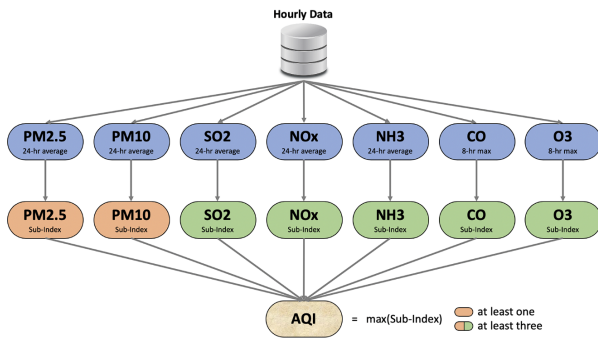 Hourly Data
PM2.5 PM10 SO2 NOx NH3 CO O3
24-hr average 24-hr average 24-hr average 24-hr average 24-hr average 8-hr max 8-hr max
PM2.5 PM10 SO2 NOx NH3 CO O3
Sub-Index Sub-Index Sub-Index Sub-Index Sub-Index Sub-Index Sub-Index
AQI = max(Sub-Index)
at least one
at least three